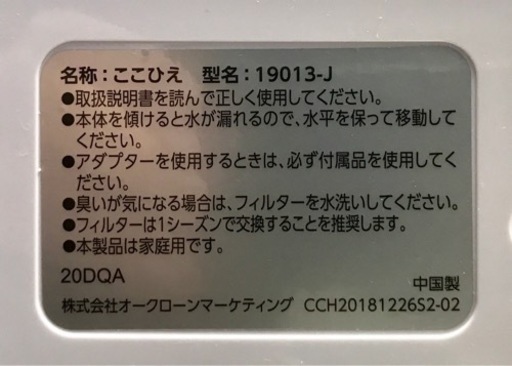 名称：ここひえ　型名：19013-J
●取扱説明書を読んで正しく使用してください。
●本体を傾けると水が漏れるので、水平を保って移動して
ください。
●アダプターを使用するときは、必ず付属品を使用してく
ださい。
●臭いが気になる場合は、フィルターを水洗いしてください。
●フィルターは1シーズンで交換することを推奨します。
●本製品は家庭用です。
20DQA　中国製
株式会社オークローンマーケティング　CCH20181226S2-02